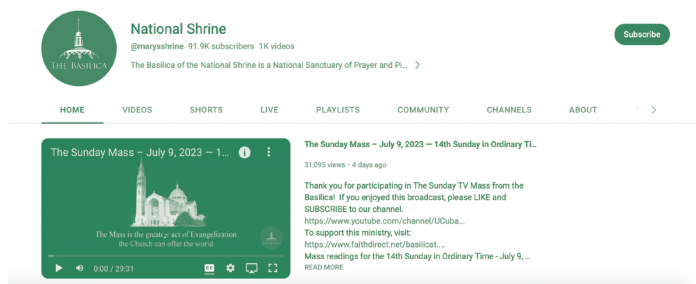 National Shrine
@marysshrine 91.9K subscribers 1K videos
The Basilica of the National Shrine is a National Sanctuary of Prayer and Pi...
Subscribe
THE BASILICA
HOME VIDEOS SHORTS LIVE PLAYLISTS COMMUNITY CHANNELS ABOUT
The Sunday Mass – July 9, 2023 — 1...
The Mass is the greatest act of Evangelization
the Church can offer the world.
0:00 / 29:31
The Sunday Mass – July 9, 2023 — 14th Sunday in Ordinary Ti...
31,095 views • 4 days ago
Thank you for participating in The Sunday TV Mass from the
Basilica! If you enjoyed this broadcast, please LIKE and
SUBSCRIBE to our channel.
https://www.youtube.com/channel/UCuba...
To support this ministry, visit:
https://www.faithdirect.net/basilicat...,
Mass readings for the 14th Sunday in Ordinary Time - July 9, ...
READ MORE